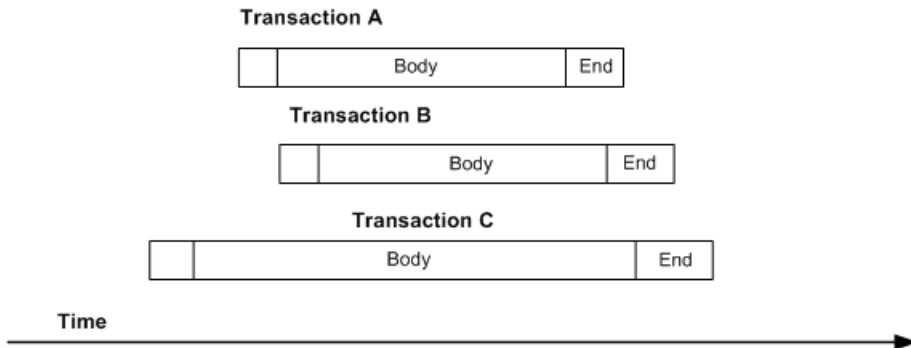 Transaction A
Body End
Transaction B
Body End
Transaction C
Body End
Time